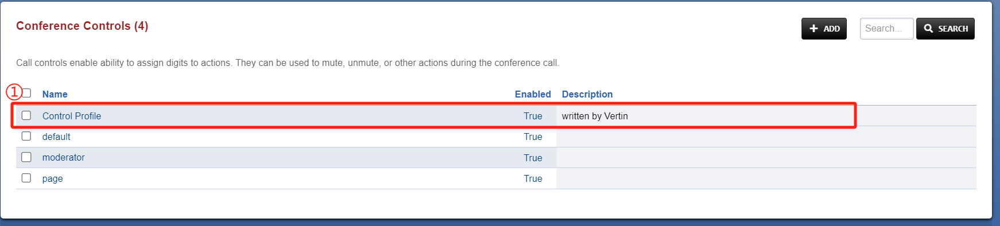 Conference Controls (4)
ADD
Search...
SEARCH
Call controls enable ability to assign digits to actions. They can be used to mute, unmute, or other actions during the conference call.
① Name Enabled Description
Control Profile True written by Vertin
default True
moderator True
page True